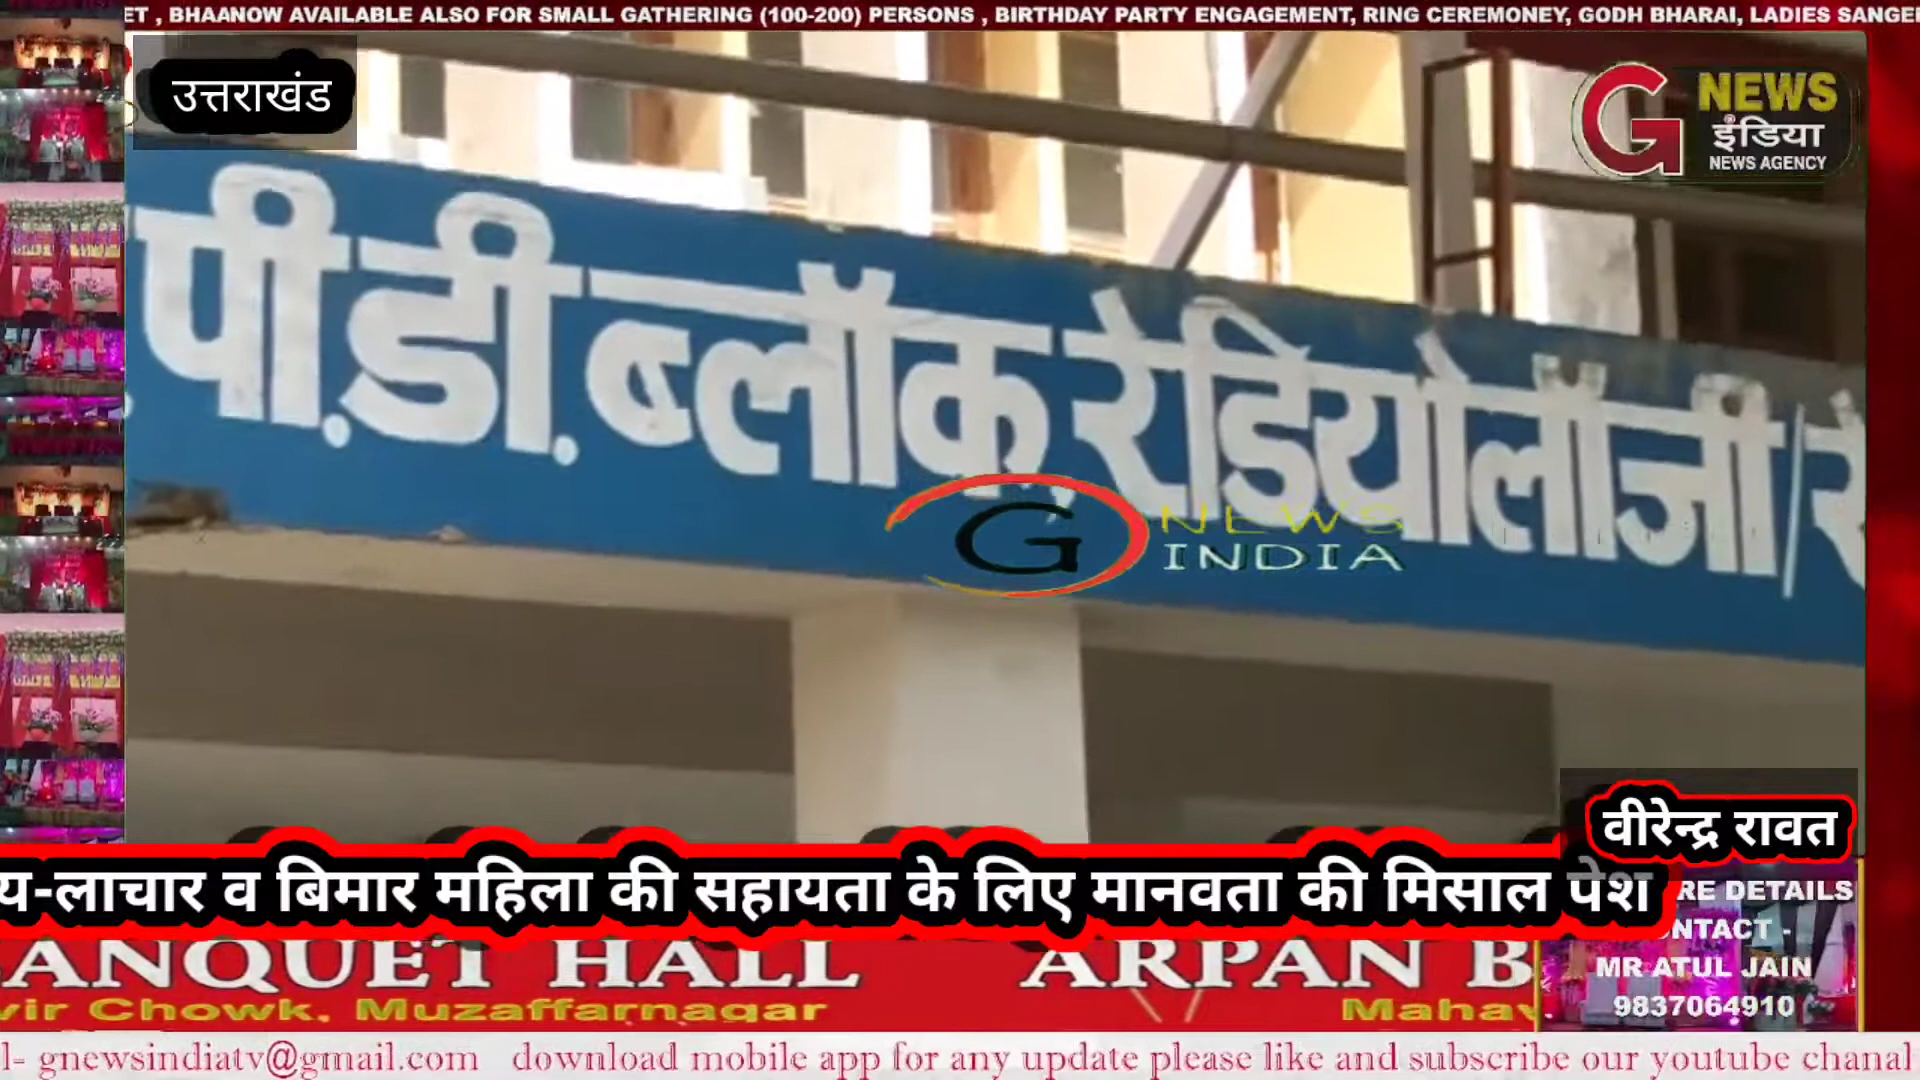 ET , BHAANOW AVAILABLE ALSO FOR SMALL GATHERING (100-200) PERSONS , BIRTHDAY PARTY ENGAGEMENT, RING CEREMONEY, GODH BHARAI, LADIES SANGE
उत्तराखंड
G NEWS
इंडिया
NEWS AGENCY
पी.डी. ब्लॉक, रेडियोलॉजी/
G NEWS
INDIA
वीरेन्द्र रावत
य-लाचार व बिमार महिला की सहायता के लिए मानवता की मिसाल पेश
RE DETAILS
NTACT -
MR ATUL JAIN
9837064910
ANQUET HALL ARPAN B
vir Chowk, Muzaffarnagar Mahav
l- gnewsindiatv@gmail.com download mobile app for any update please like and subscribe our youtube chanal